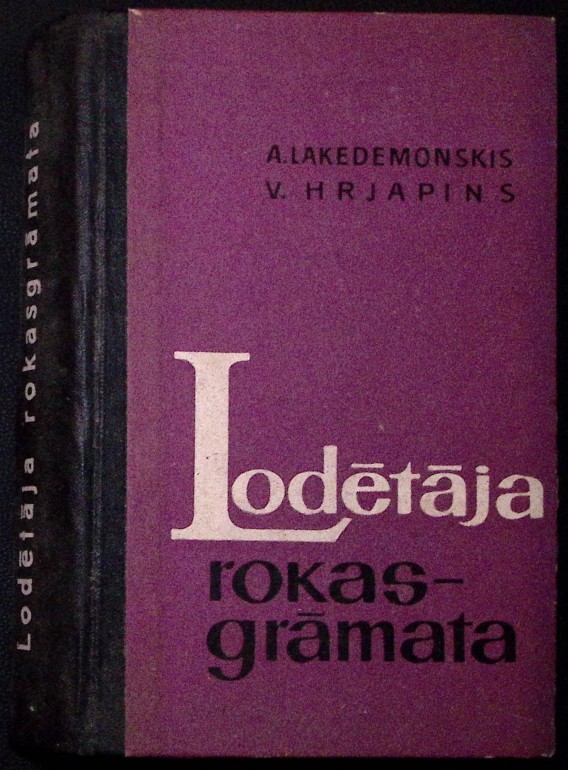 Lodētāja rokasgrāmata
A.LAKEDEMONSKIS
V. HRJAPINS
Lodētāja
rokas-
grāmata